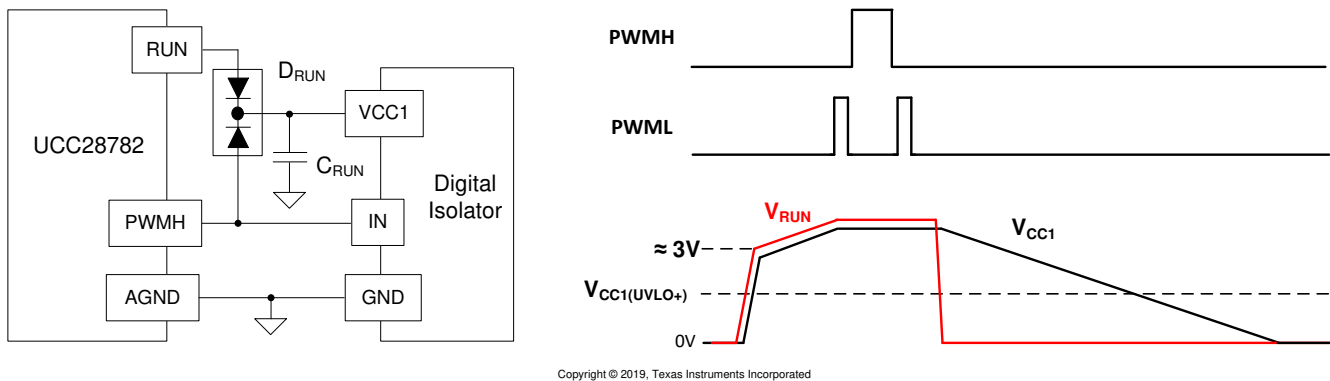 RUN
D_RUN
VCC1
UCC28782
C_RUN
Digital
Isolator
PWMH
IN
AGND
GND
PWMH
PWML
V_RUN
V_CC1
≈ 3V
V_CC1(UVLO+)
0V
Copyright © 2019, Texas Instruments Incorporated